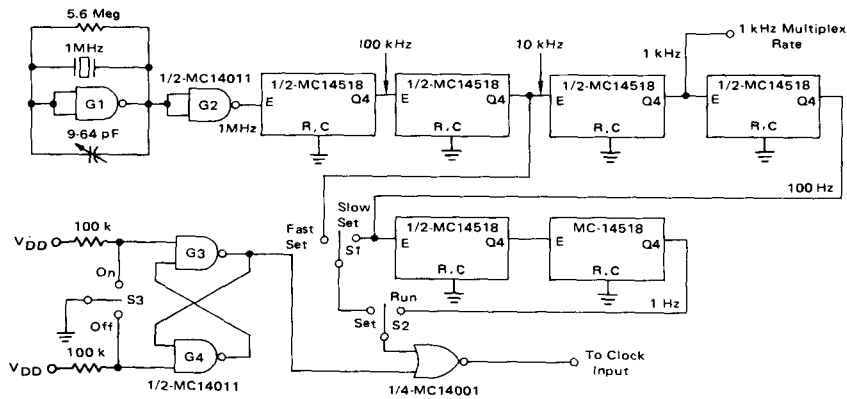 5.6 Meg
1MHz
G1
9-64 pF
1/2-MC14011
G2
1MHz
1/2-MC14518
E
Q4
R, C
100 kHz
1/2-MC14518
E
Q4
R, C
10 kHz
1/2-MC14518
E
Q4
R, C
1 kHz
1 kHz Multiplex
Rate
1/2-MC14518
E
Q4
R, C
100 Hz
Fast
Set
Slow
Set
S1
1/2-MC14518
E
Q4
R, C
MC-14518
E
Q4
R, C
1 Hz
Run
Set
S2
VDD
100 k
G3
On
S3
Off
100 k
VDD
G4
1/2-MC14011
1/4-MC14001
To Clock
Input